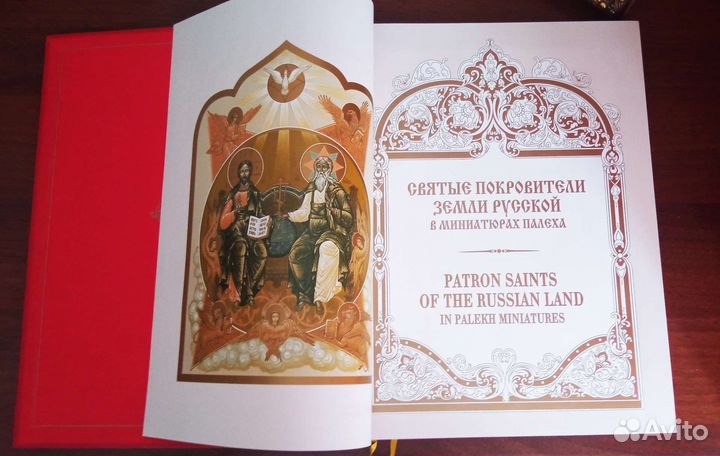 СВЯТЫЕ ПОКРОВИТЕЛИ
ЗЕМЛИ РУССКОЙ
В МИНИАТЮРАХ ПАЛЕХА
PATRON SAINTS
OF THE RUSSIAN LAND
IN PALEKH MINIATURES
Avito